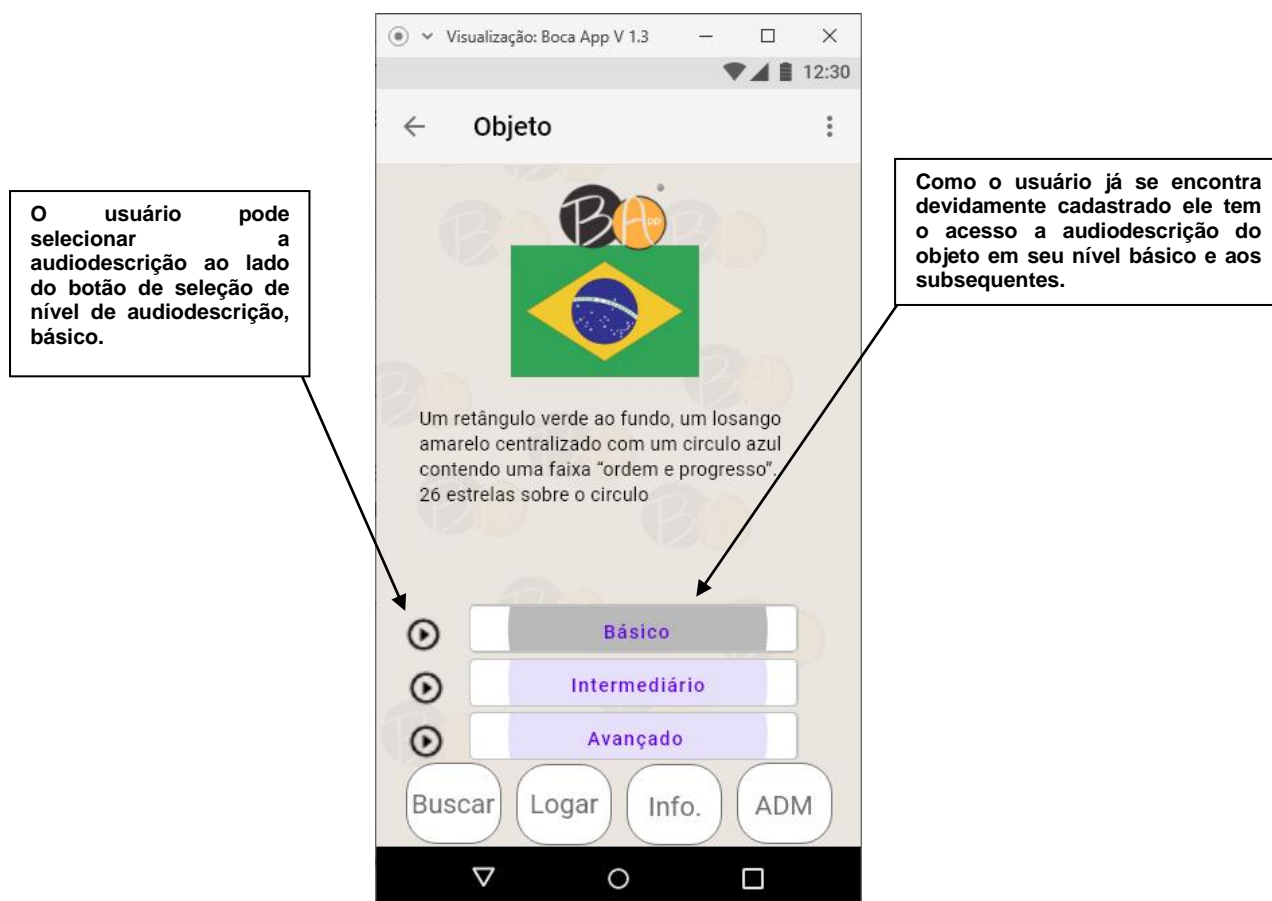 Visualização: Boca App V 1.3
12:30
Objeto
BApp
O usuário pode
selecionar a
audiodescrição ao lado
do botão de seleção de
nível de audiodescrição,
básico.
Como o usuário já se encontra
devidamente cadastrado ele tem
o acesso a audiodescrição do
objeto em seu nível básico e aos
subsequentes.
Um retângulo verde ao fundo, um losango
amarelo centralizado com um circulo azul
contendo uma faixa “ordem e progresso”.
26 estrelas sobre o circulo
Básico
Intermediário
Avançado
Buscar
Logar
Info.
ADM